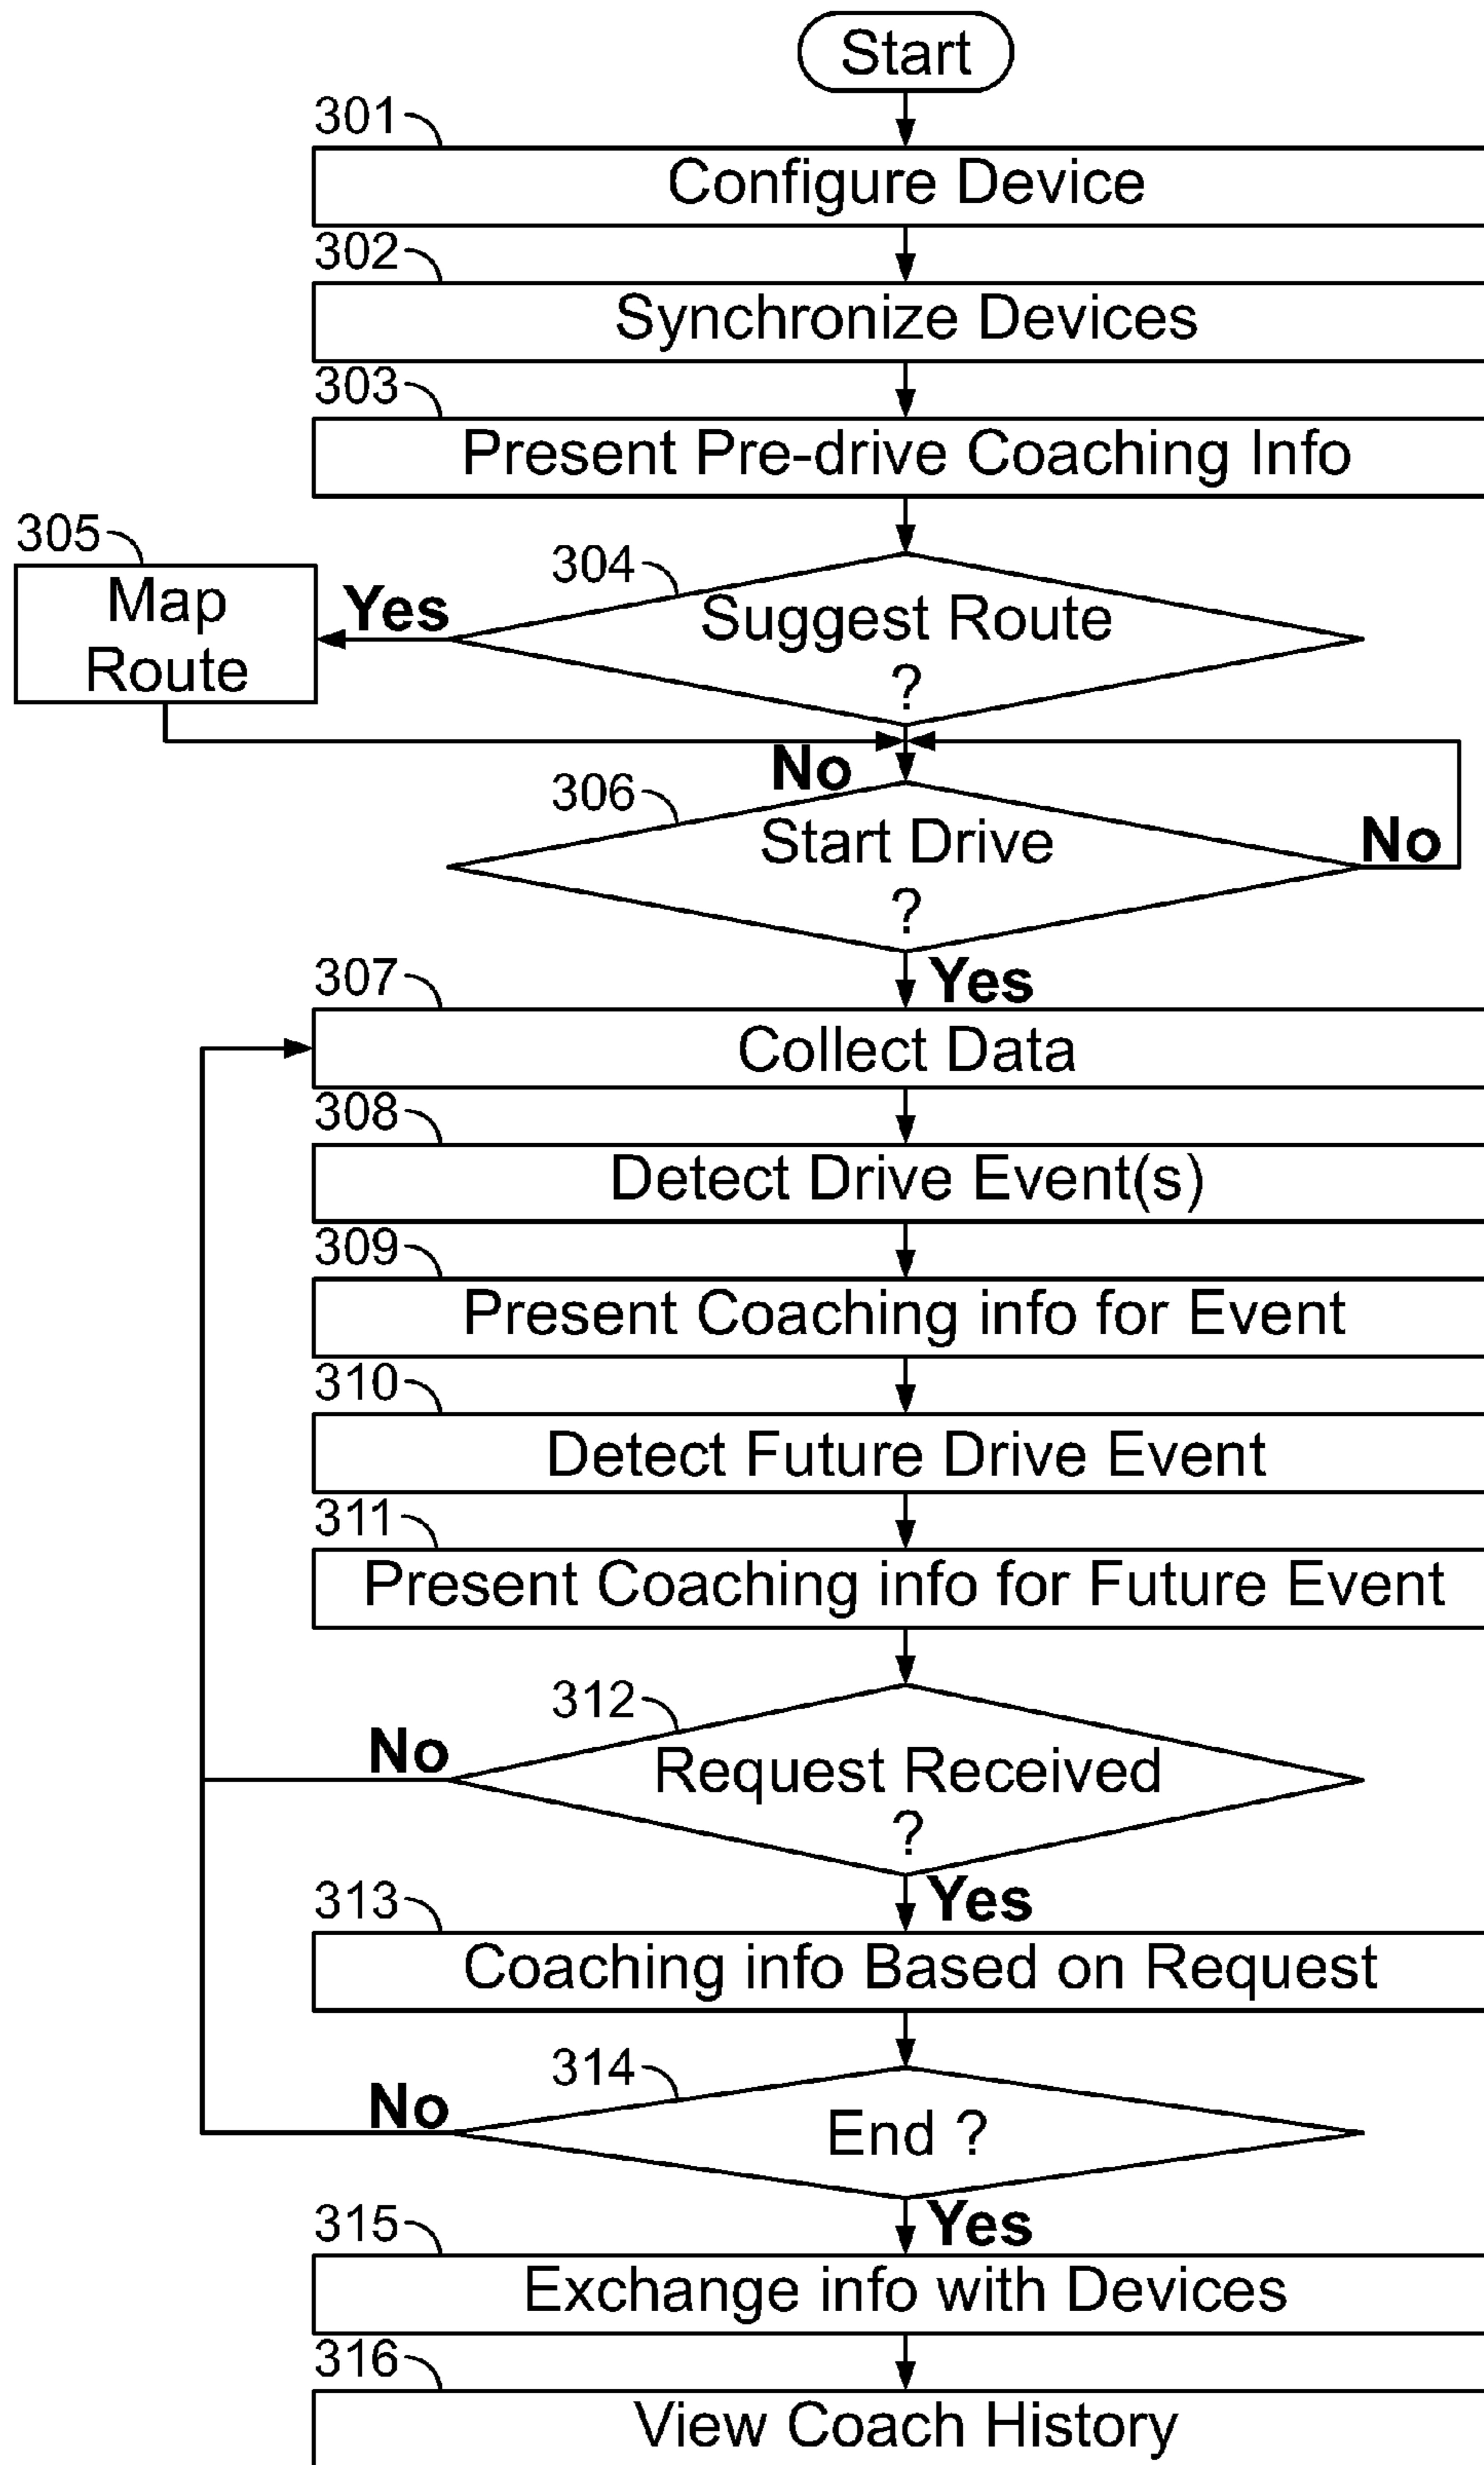 Start
301
Configure Device
302
Synchronize Devices
303
Present Pre-drive Coaching Info
305
Map
Route
Yes
304
Suggest Route
?
No
306
Start Drive
?
No
Yes
307
Collect Data
308
Detect Drive Event(s)
309
Present Coaching info for Event
310
Detect Future Drive Event
311
Present Coaching info for Future Event
312
No
Request Received
?
Yes
313
Coaching info Based on Request
314
No
End ?
Yes
315
Exchange info with Devices
316
View Coach History